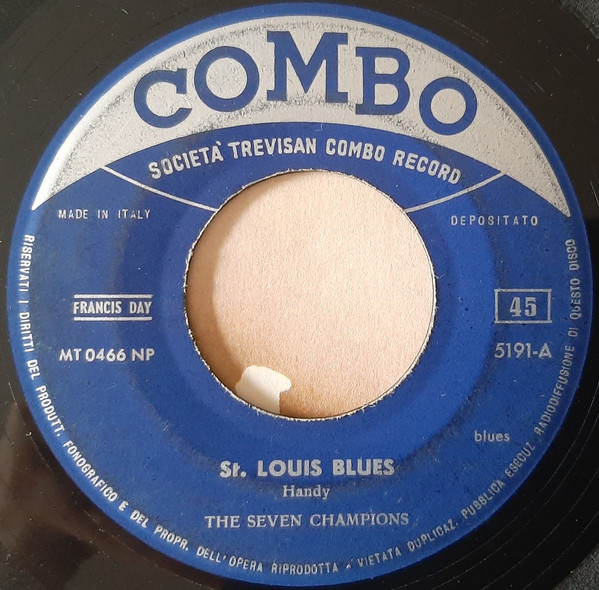 COMBO
SOCIETÀ TREVISAN COMBO RECORD
MADE IN ITALY
DEPOSITATO
FRANCIS DAY
45
MT 0466 NP
5191-A
blues
St. LOUIS BLUES
Handy
THE SEVEN CHAMPIONS
RISERVATI I DIRITTI DEL PRODUTT. FONOGRAFICO E DEL PROPR. DELL'OPERA RIPRODOTTA - VIETATA DUPLICAZ. PUBBLICA ESECUZ. RADIODIFFUSIONE DI QUESTO DISCO